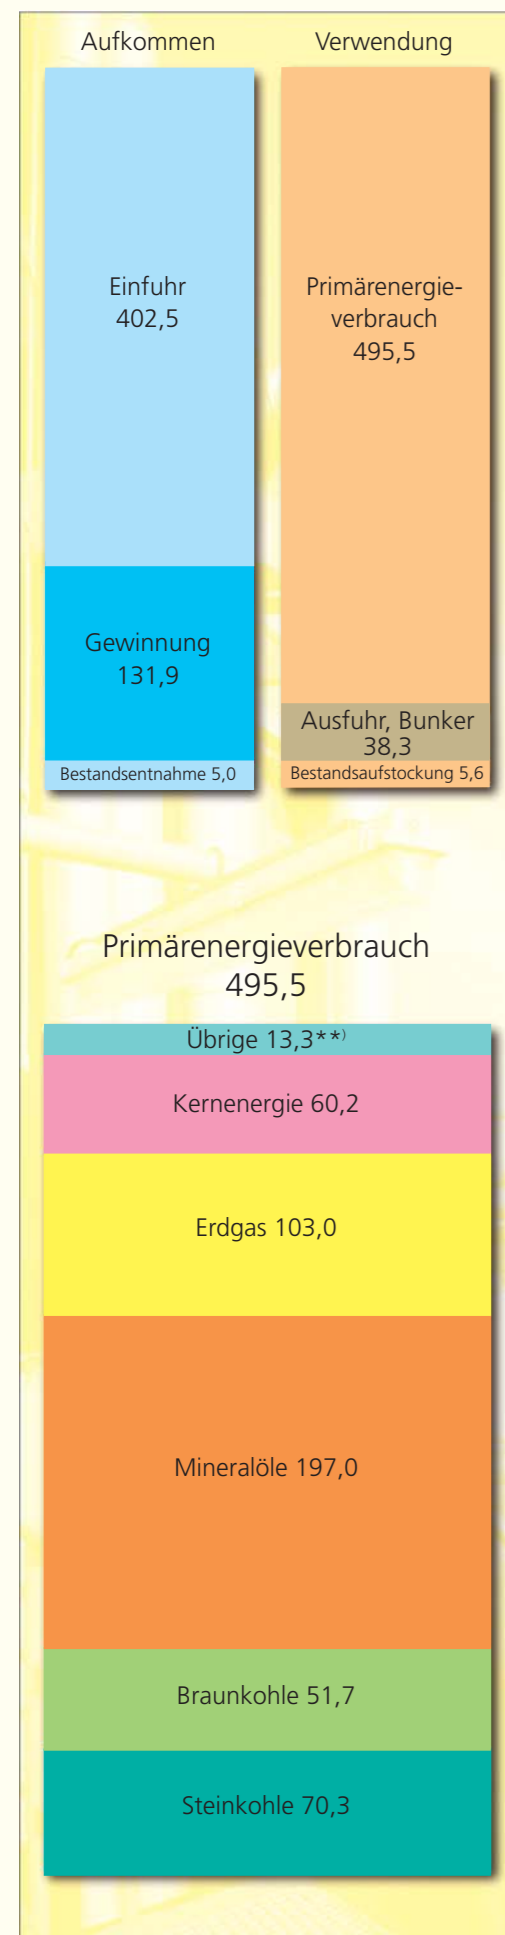 Aufkommen
Verwendung
Einfuhr
402,5
Primärenergie-
verbrauch
495,5
Gewinnung
131,9
Ausfuhr, Bunker
38,3
Bestandsentnahme 5,0
Bestandsaufstockung 5,6
Primärenergieverbrauch
495,5
Übrige 13,3**)
Kernenergie 60,2
Erdgas 103,0
Mineralöle 197,0
Braunkohle 51,7
Steinkohle 70,3